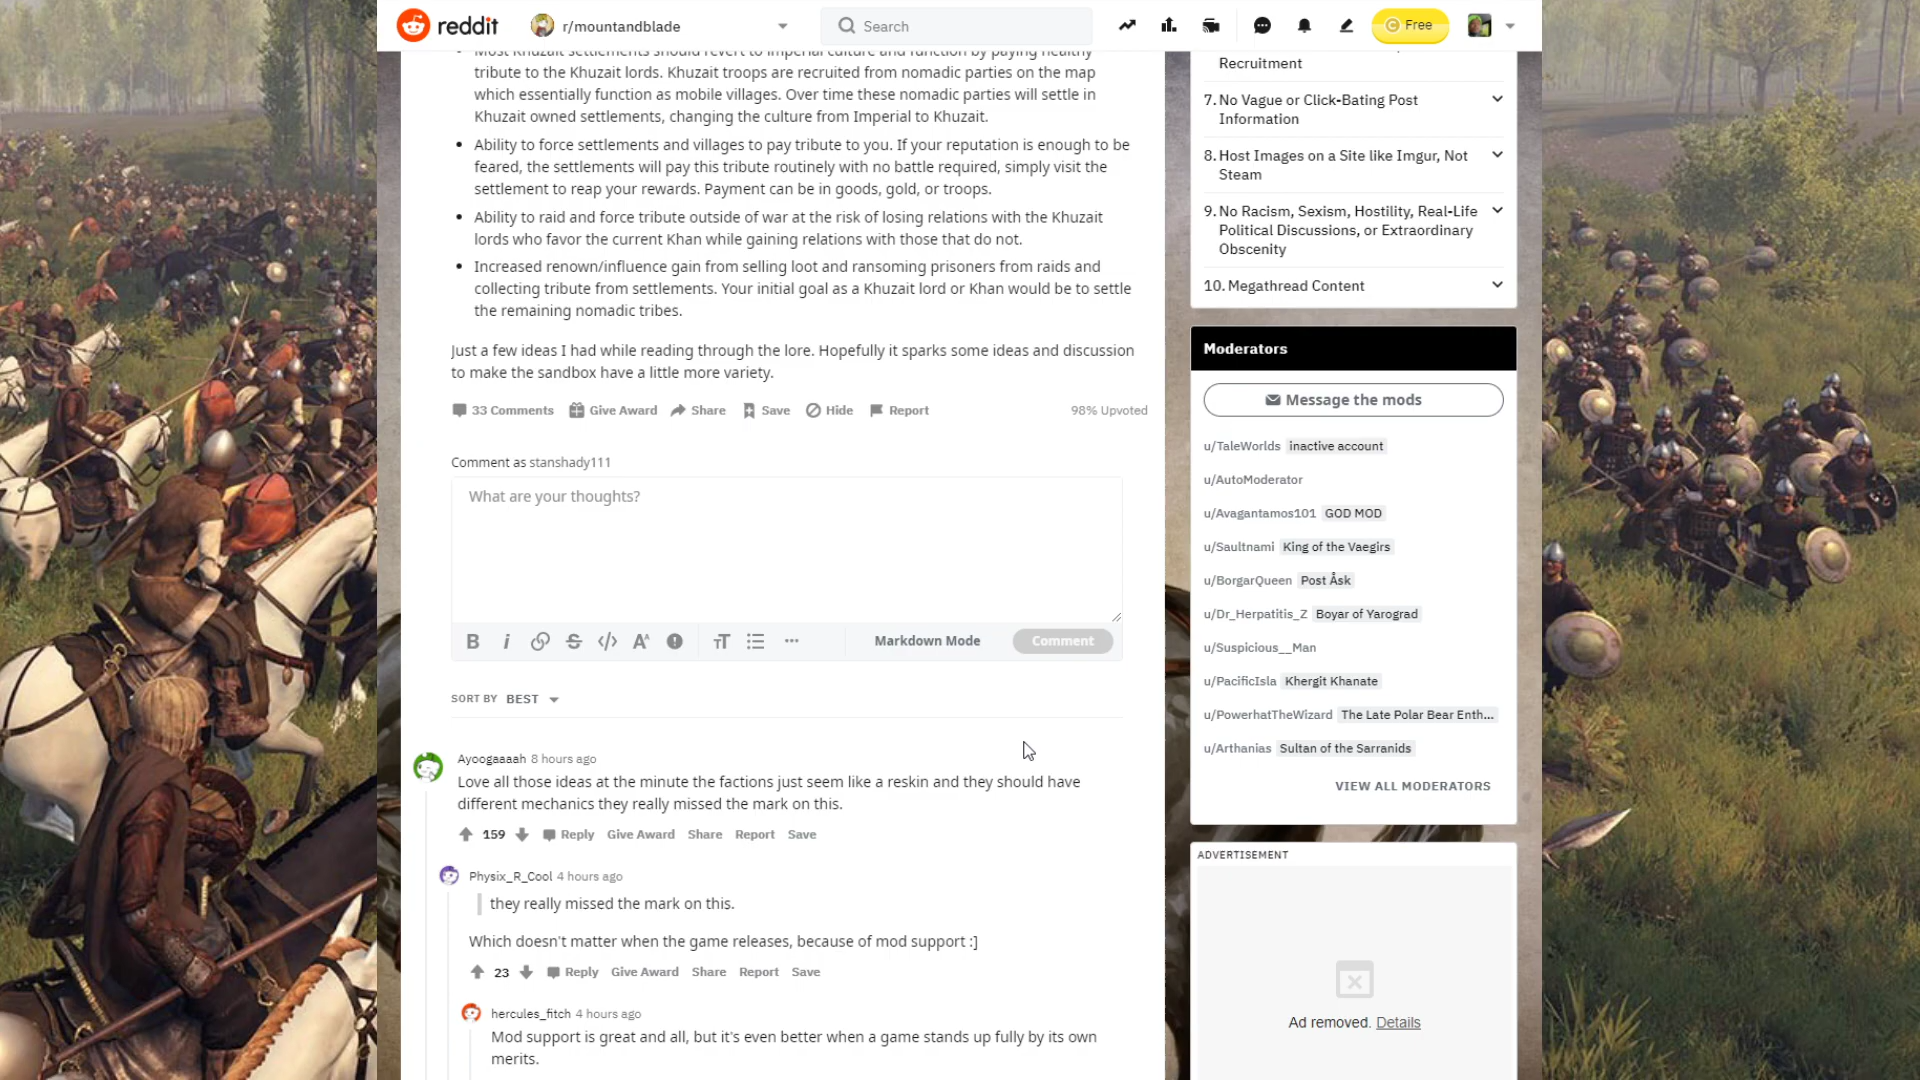 reddit
r/mountandblade
Search
Free
Most Khuzait settlements should revert to Imperial culture and function by paying healthy
tribute to the Khuzait lords. Khuzait troops are recruited from nomadic parties on the map
which essentially function as mobile villages. Over time these nomadic parties will settle in
Khuzait owned settlements, changing the culture from Imperial to Khuzait.
• Ability to force settlements and villages to pay tribute to you. If your reputation is enough to be
feared, the settlements will pay this tribute routinely with no battle required, simply visit the
settlement to reap your rewards. Payment can be in goods, gold, or troops.
• Ability to raid and force tribute outside of war at the risk of losing relations with the Khuzait
lords who favor the current Khan while gaining relations with those that do not.
• Increased renown/influence gain from selling loot and ransoming prisoners from raids and
collecting tribute from settlements. Your initial goal as a Khuzait lord or Khan would be to settle
the remaining nomadic tribes.
Just a few ideas I had while reading through the lore. Hopefully it sparks some ideas and discussion
to make the sandbox have a little more variety.
33 Comments Give Award Share Save Hide Report 98% Upvoted
Comment as stanshady111
What are your thoughts?
B i S </> A TT Markdown Mode Comment
SORT BY BEST
Ayoogaaaah 8 hours ago
Love all those ideas at the minute the factions just seem like a reskin and they should have
different mechanics they really missed the mark on this.
159 Reply Give Award Share Report Save
Physix_R_Cool 4 hours ago
they really missed the mark on this.
Which doesn't matter when the game releases, because of mod support :]
23 Reply Give Award Share Report Save
hercules_fitch 4 hours ago
Mod support is great and all, but it's even better when a game stands up fully by its own
merits.
Recruitment
7. No Vague or Click-Bating Post
Information
8. Host Images on a Site like Imgur, Not
Steam
9. No Racism, Sexism, Hostility, Real-Life
Political Discussions, or Extraordinary
Obscenity
10. Megathread Content
Moderators
Message the mods
u/TaleWorlds inactive account
u/AutoModerator
u/Avagantamos101 GOD MOD
u/Saultnami King of the Vaegirs
u/BorgarQueen Post Åsk
u/Dr_Herpatitis_Z Boyar of Yarograd
u/Suspicious__Man
u/PacificIsla Khergit Khanate
u/PowerhatTheWizard The Late Polar Bear Enth...
u/Arthanias Sultan of the Sarranids
VIEW ALL MODERATORS
ADVERTISEMENT
Ad removed. Details